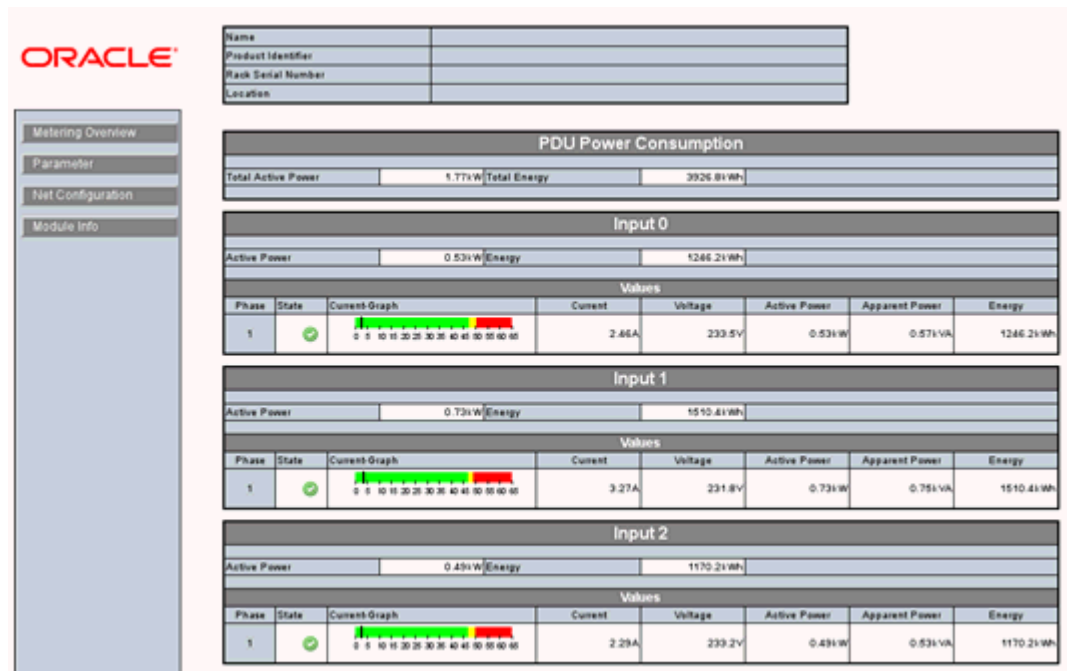 ORACLE
Name
Product Identifier
Rack Serial Number
Location
Metering Overview
Parameter
Net Configuration
Module Info
PDU Power Consumption
Total Active Power 1.77kW Total Energy 3926.8kWh
Input 0
Active Power 0.53kW Energy 1246.2kWh
Values
Phase State Current-Graph Current Voltage Active Power Apparent Power Energy
1 2.46A 233.5V 0.53kW 0.57kVA 1246.2kWh
0 5 10 15 20 25 30 35 40 45 50 55 60 65
Input 1
Active Power 0.73kW Energy 1510.4kWh
Values
Phase State Current-Graph Current Voltage Active Power Apparent Power Energy
1 3.27A 231.8V 0.73kW 0.75kVA 1510.4kWh
0 5 10 15 20 25 30 35 40 45 50 55 60 65
Input 2
Active Power 0.49kW Energy 1170.2kWh
Values
Phase State Current-Graph Current Voltage Active Power Apparent Power Energy
1 2.29A 233.2V 0.49kW 0.53kVA 1170.2kWh
0 5 10 15 20 25 30 35 40 45 50 55 60 65